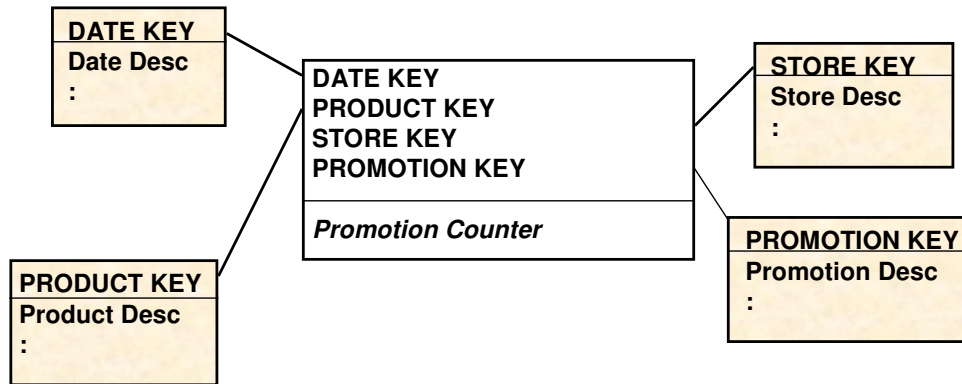 DATE KEY
Date Desc
:
DATE KEY
PRODUCT KEY
STORE KEY
PROMOTION KEY
Promotion Counter
STORE KEY
Store Desc
:
PRODUCT KEY
Product Desc
:
PROMOTION KEY
Promotion Desc
: